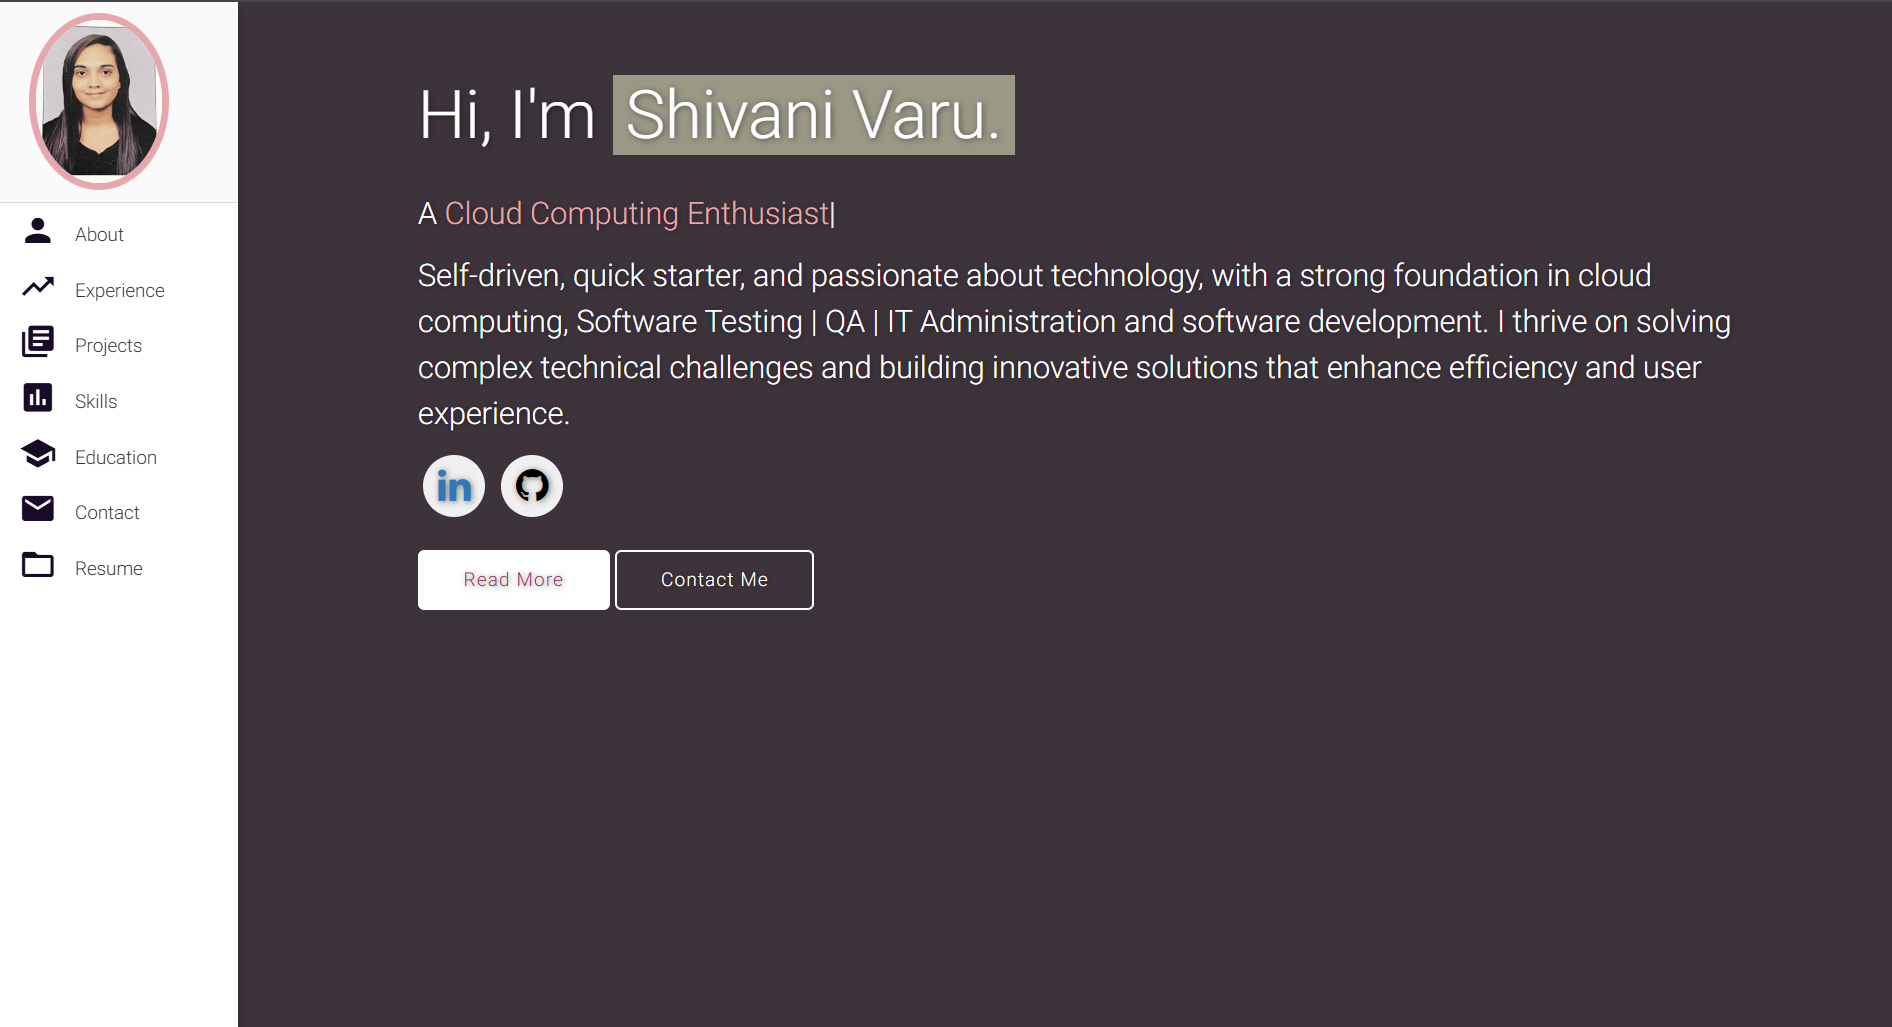 About
Experience
Projects
Skills
Education
Contact
Resume
Hi, I'm Shivani Varu.
A Cloud Computing Enthusiast|
Self-driven, quick starter, and passionate about technology, with a strong foundation in cloud
computing, Software Testing | QA | IT Administration and software development. I thrive on solving
complex technical challenges and building innovative solutions that enhance efficiency and user
experience.
in
Read More
Contact Me